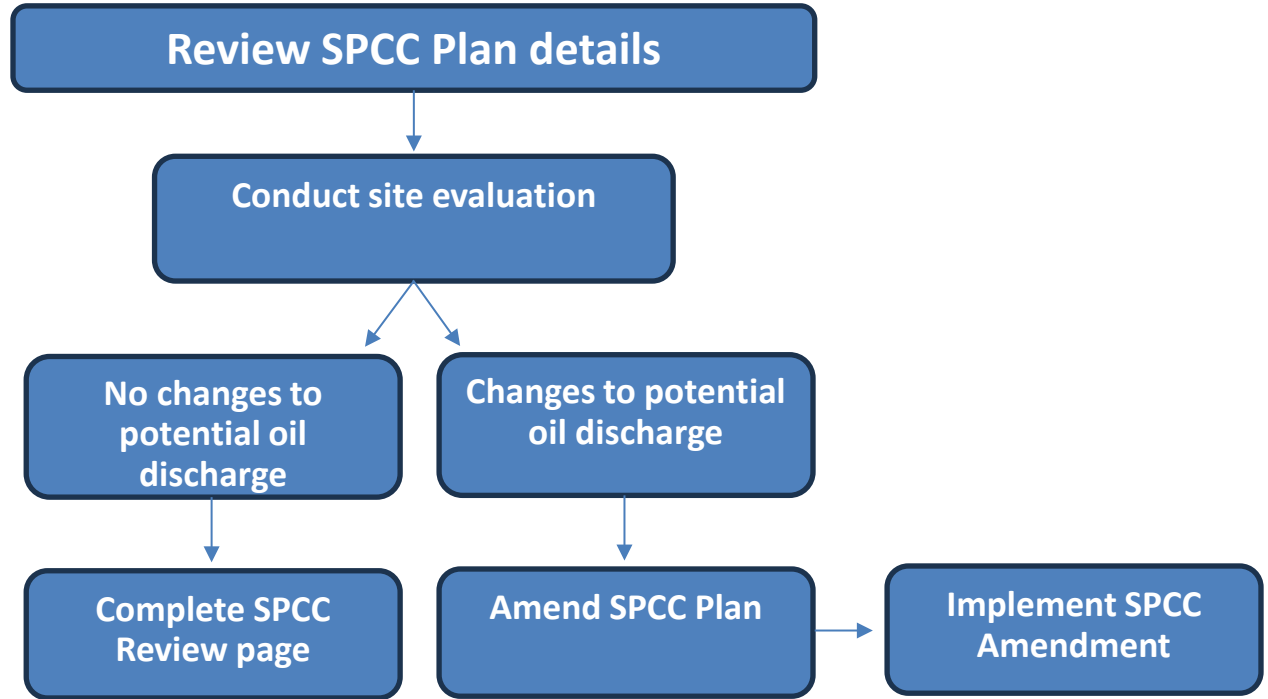 Review SPCC Plan details
Conduct site evaluation
No changes to
potential oil
discharge
Changes to potential
oil discharge
Complete SPCC
Review page
Amend SPCC Plan
Implement SPCC
Amendment